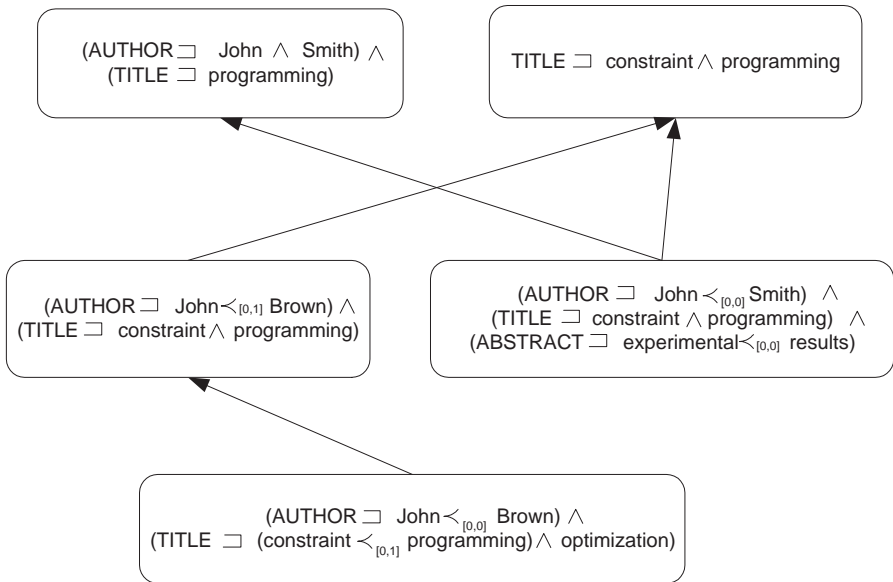 (AUTHOR ⊐ John ∧ Smith) ∧
(TITLE ⊐ programming)
TITLE ⊐ constraint ∧ programming
(AUTHOR ⊐ John ≺[0,1] Brown) ∧
(TITLE ⊐ constraint ∧ programming)
(AUTHOR ⊐ John ≺[0,0] Smith) ∧
(TITLE ⊐ constraint ∧ programming) ∧
(ABSTRACT ⊐ experimental ≺[0,0] results)
(AUTHOR ⊐ John ≺[0,0] Brown) ∧
(TITLE ⊐ (constraint ≺[0,1] programming) ∧ optimization)